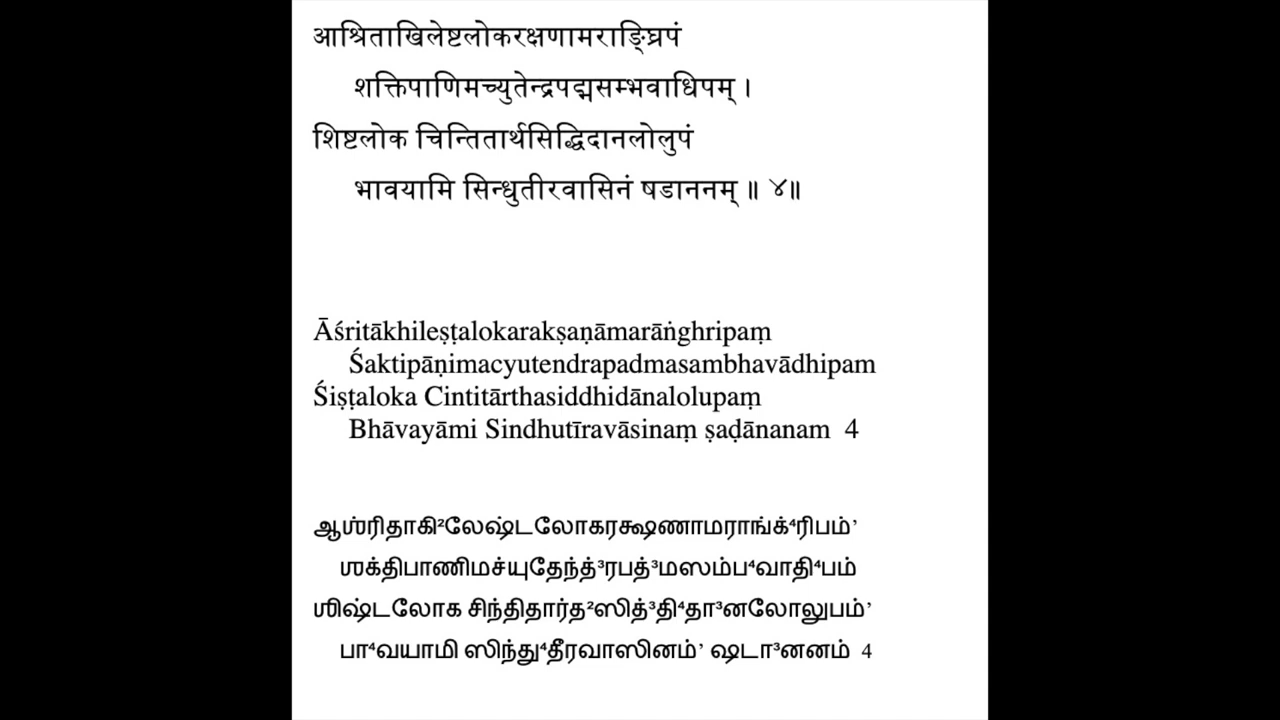 आश्रिताखिलेष्टलोकरक्षणामराङ्घ्रिपं
शक्तिपाणिमच्युतेन्द्रपद्मसम्भवाधिपम् ।
शिष्टलोक चिन्तितार्थसिद्धिदानलोलुपं
भावयामि सिन्धुतीरवासिनं षडाननम् ॥ ४॥
Āśritākhileṣṭalokarakṣaṇāmarāṅghripaṃ
Śaktipāṇimacyutendrapadmasambhavādhipam
Śiṣṭaloka Cintitārthasiddhidānalolupaṃ
Bhāvayāmi Sindhutīravāsinaṃ ṣaḍānanam 4
ஆஶ்ரிதாகி²லேஷ்டலோகரக்ஷணாமராங்க்⁴ரிபம்’
ஶக்திபாணிமச்யுதேந்த்³ரபத்³மஸம்ப⁴வாதி⁴பம்
ஶிஷ்டலோக சிந்திதார்த²ஸித்³தி⁴தா³னலோலுபம்’
பா⁴வயாமி ஸிந்து⁴தீரவாஸினம்’ ஷடா³னனம் 4